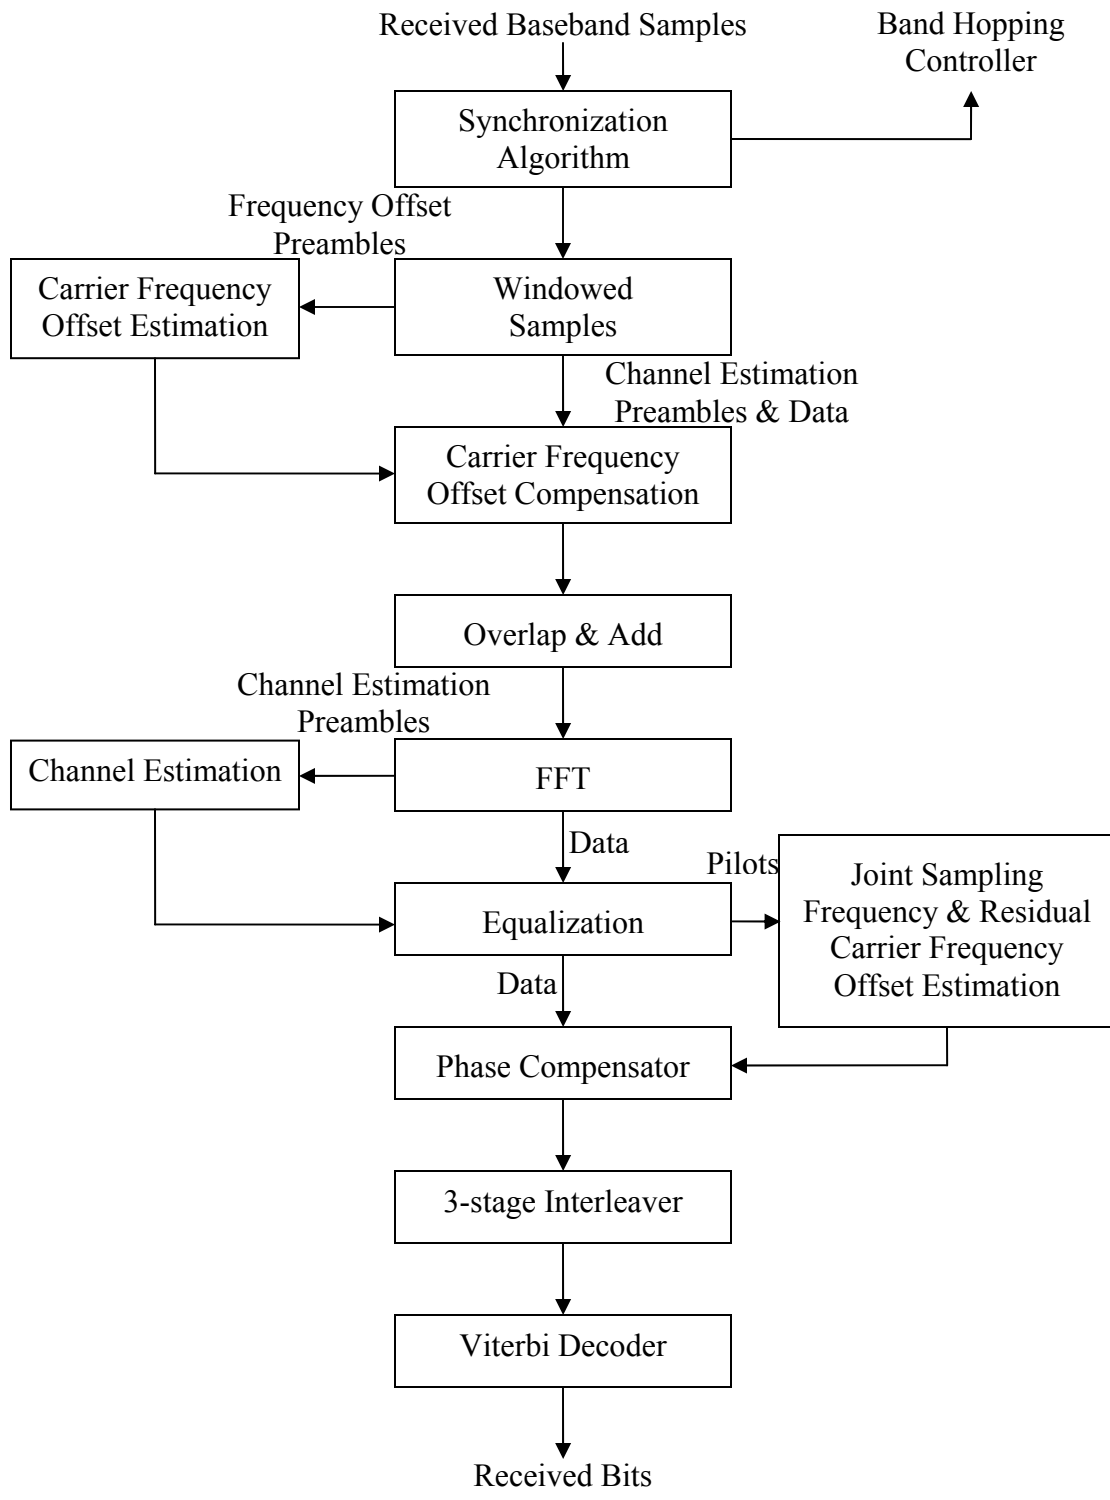 Received Baseband Samples
Band Hopping
Controller
Synchronization
Algorithm
Frequency Offset
Preambles
Carrier Frequency
Offset Estimation
Windowed
Samples
Channel Estimation
Preambles & Data
Carrier Frequency
Offset Compensation
Overlap & Add
Channel Estimation
Preambles
Channel Estimation
FFT
Data
Pilots
Joint Sampling
Frequency & Residual
Carrier Frequency
Offset Estimation
Equalization
Data
Phase Compensator
3-stage Interleaver
Viterbi Decoder
Received Bits